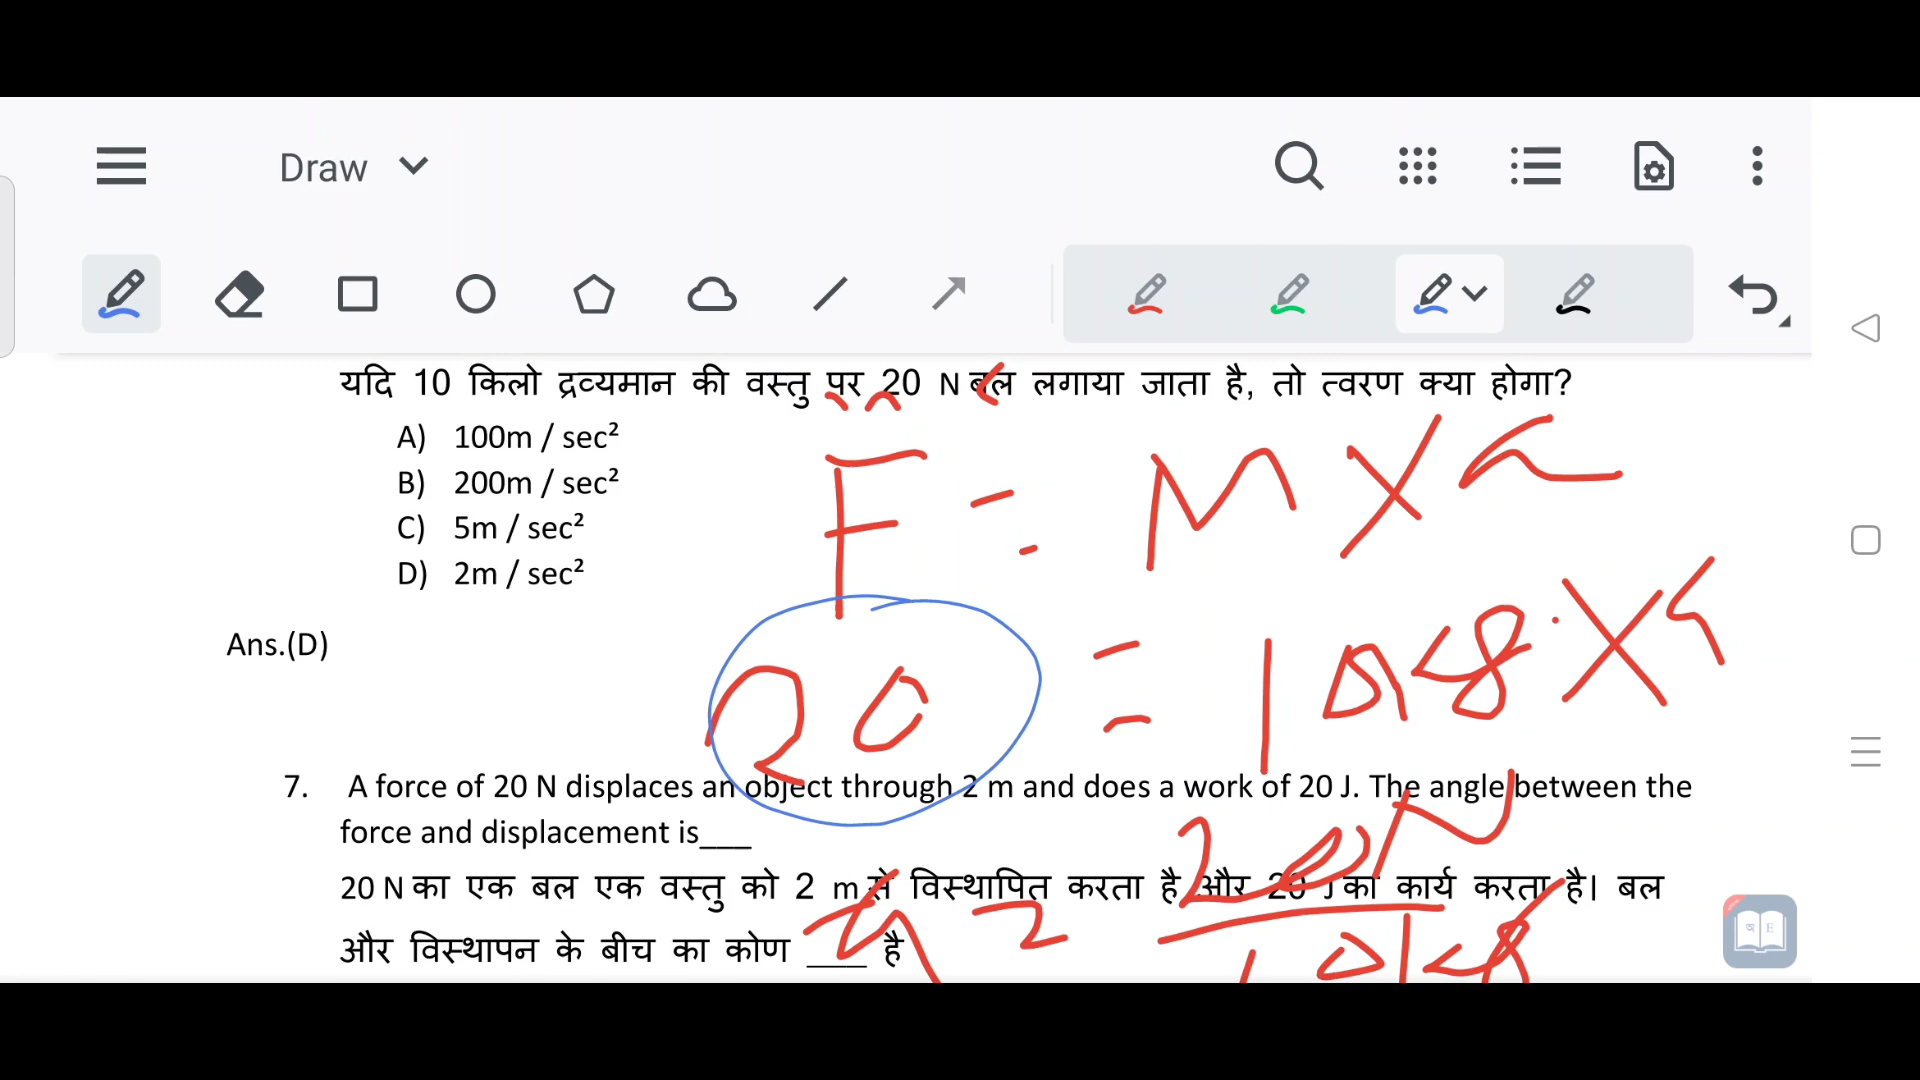 Draw
यदि 10 किलो द्रव्यमान की वस्तु पर 20 N बल लगाया जाता है, तो त्वरण क्या होगा?
A) 100m / sec²
B) 200m / sec²
C) 5m / sec²
D) 2m / sec²
F = M X a
Ans.(D)
20 = 10kg X a
7. A force of 20 N displaces an object through 2 m and does a work of 20 J. The angle between the
force and displacement is___
20 N
20 N का एक बल एक वस्तु को 2 m से विस्थापित करता है और 20 J का कार्य करता है। बल
और विस्थापन के बीच का कोण ___ है
10kg